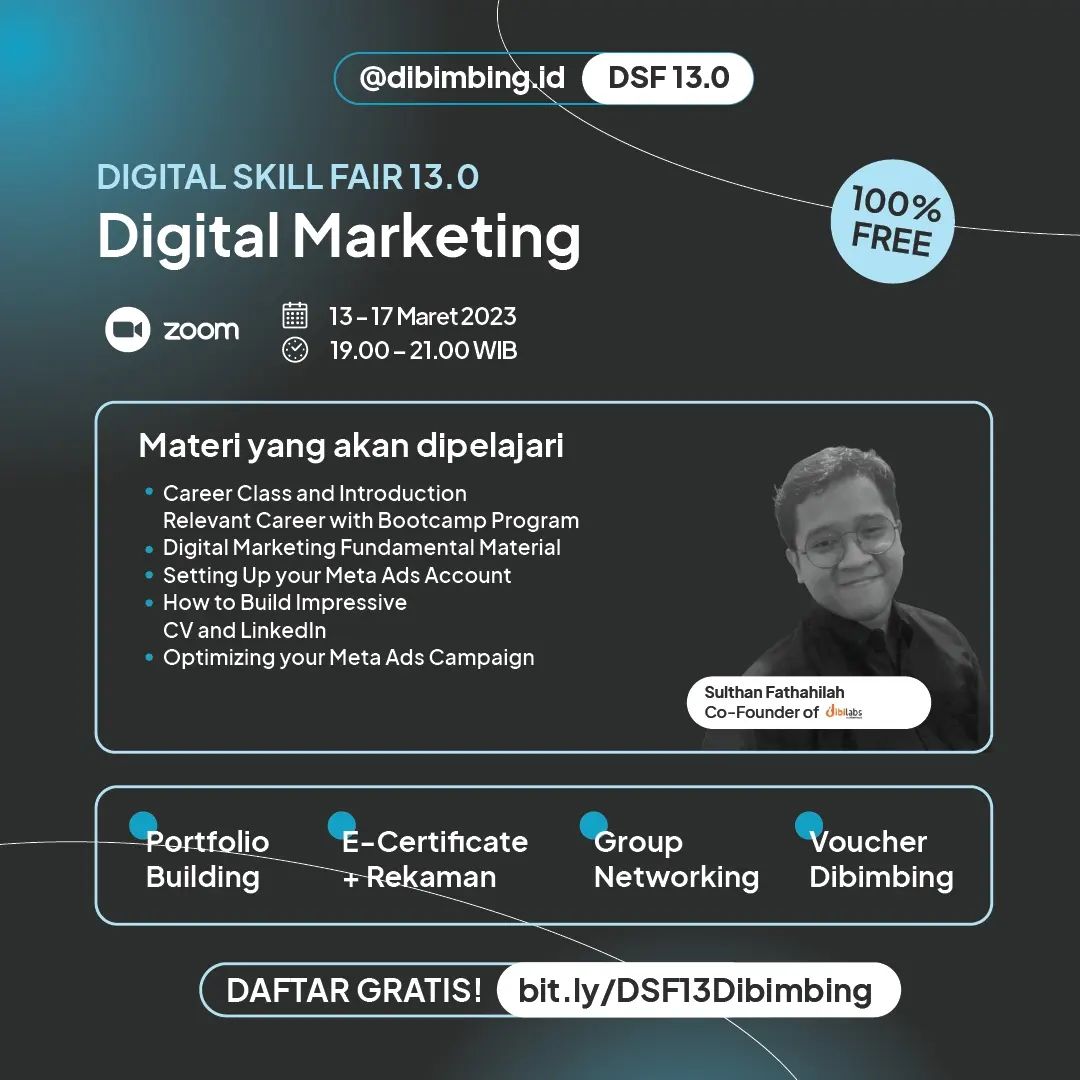 @dibimbing.id DSF 13.0
DIGITAL SKILL FAIR 13.0
Digital Marketing
100%
FREE
zoom
13 - 17 Maret 2023
19.00 – 21.00 WIB
Materi yang akan dipelajari
• Career Class and Introduction
Relevant Career with Bootcamp Program
• Digital Marketing Fundamental Material
• Setting Up your Meta Ads Account
• How to Build Impressive
CV and LinkedIn
• Optimizing your Meta Ads Campaign
Sulthan Fathahilah
Co-Founder of dibilabs
Portfolio
Building
E-Certificate
+ Rekaman
Group
Networking
Voucher
Dibimbing
DAFTAR GRATIS! bit.ly/DSF13Dibimbing